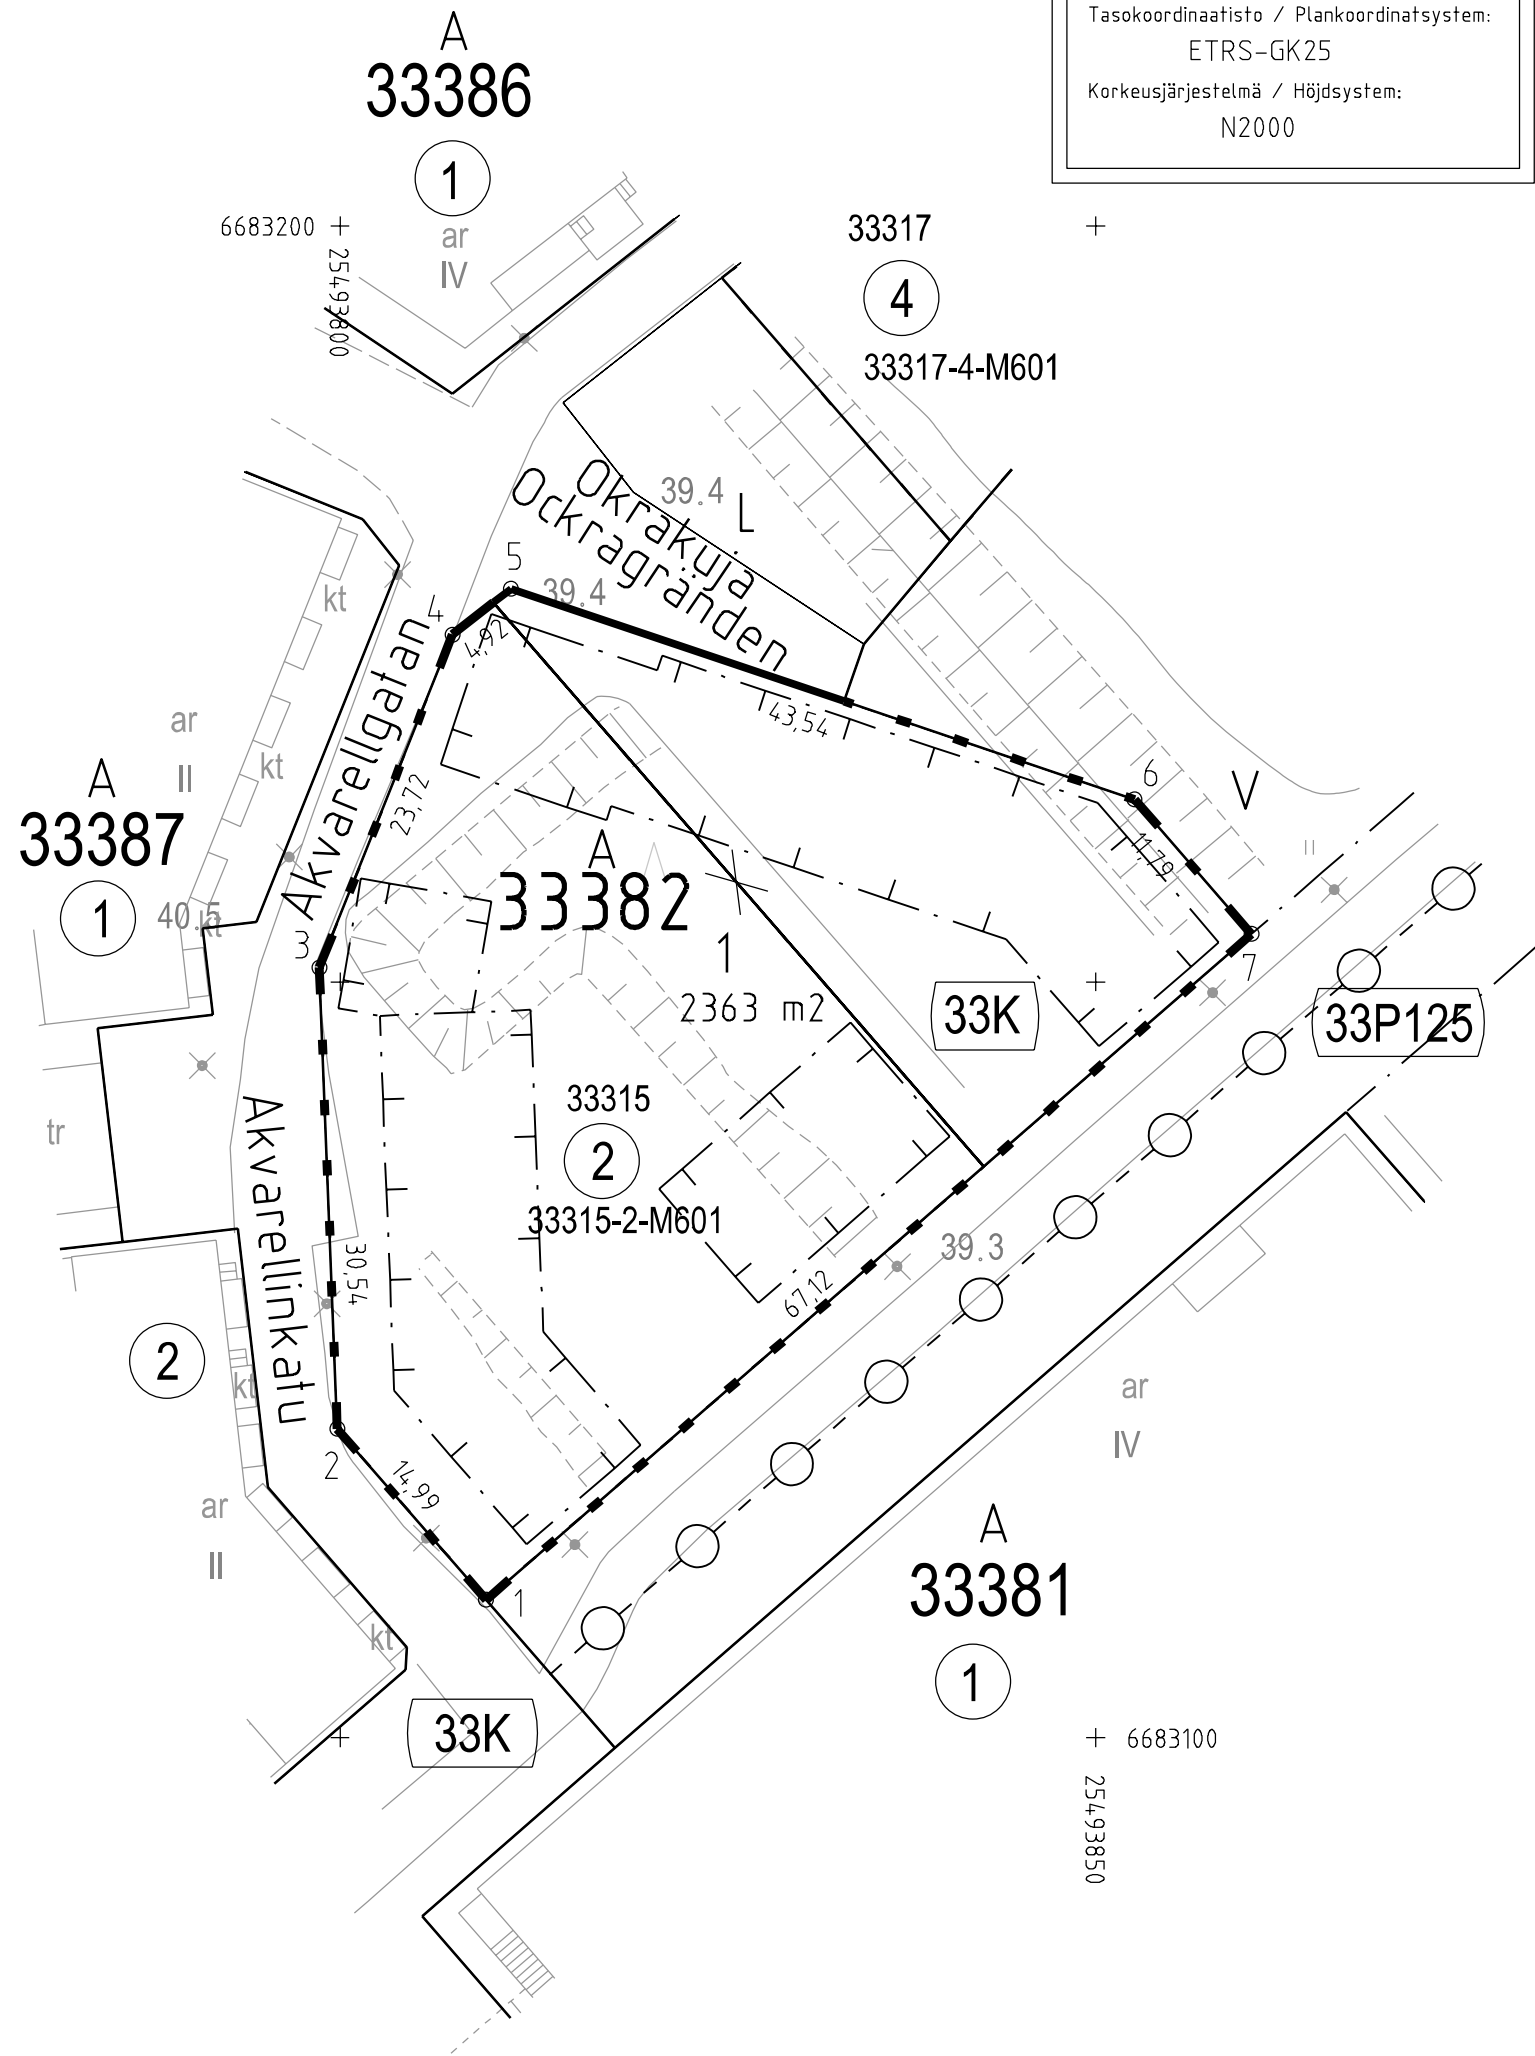 Tasokoordinaatisto / Plankoordinatsystem:
ETRS-GK25
Korkeusjärjestelmä / Höjdsystem:
N2000
A
33386
1
ar
IV
6683200
25493800
33317
4
33317-4-M601
Okrakuja
Ockragränden
39.4
L
5
39.4
4
4,92
kt
Akvarellgatan
43,54
6
V
ar
II
kt
23,72
11,79
A
33387
1
40.5
kt
A
33382
1
2363 m2
3
7
33K
33P125
33315
2
33315-2-M601
tr
Akvarellinkatu
30,54
39.3
67,12
2
kt
2
14,99
ar
II
ar
IV
1
kt
A
33381
1
33K
6683100
25493850